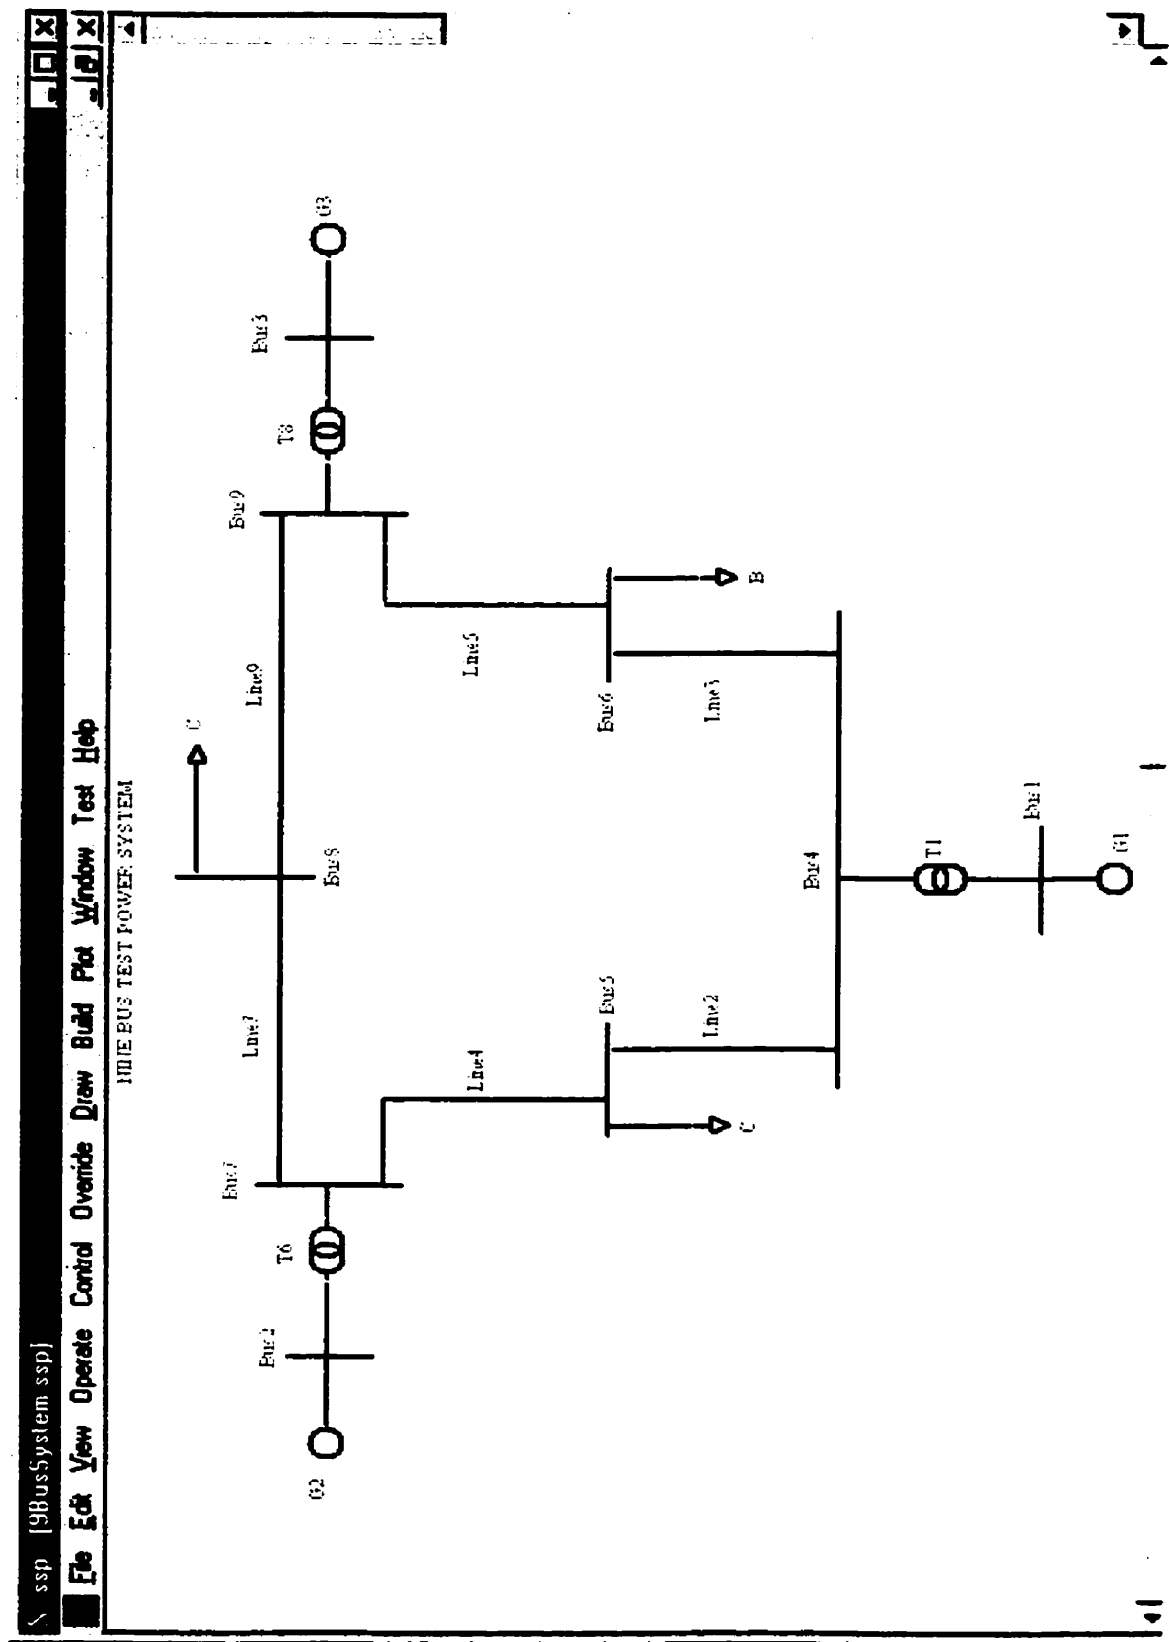 ssp [9BusSystem ssp]
File Edit View Operate Control Override Draw Build Plot Window Test Help
NINE BUS TEST POWER SYSTEM
C
Bus8
Line7
Line9
Bus7
Bus9
T6
T8
Bus2
Bus3
G2
G3
Line4
Line5
Bus5
Bus6
C
B
Line2
Line3
Bus4
T1
Bus1
G1